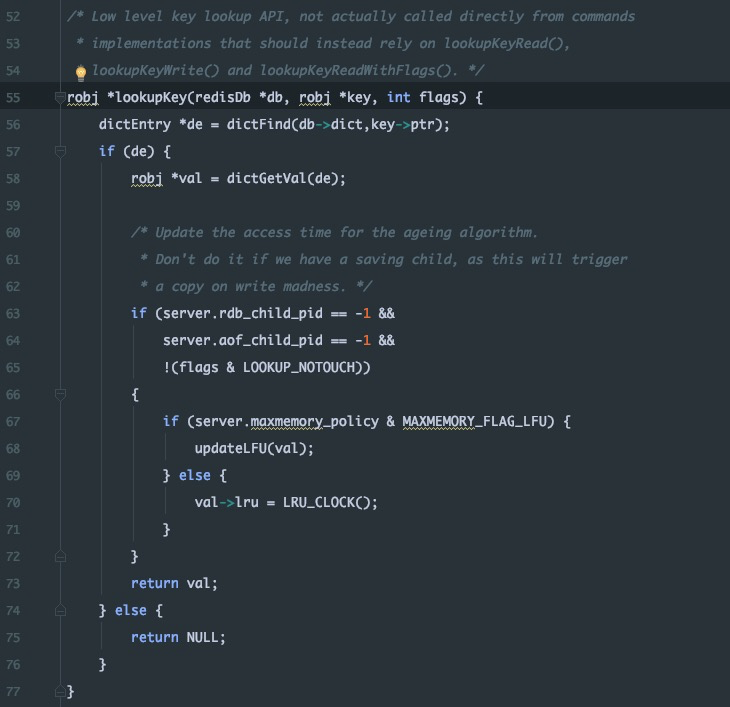 52 /* Low level key lookup API, not actually called directly from commands
53 * implementations that should instead rely on lookupKeyRead(),
54 lookupKeyWrite() and lookupKeyReadWithFlags(). */
55 robj *lookupKey(redisDb *db, robj *key, int flags) {
56 dictEntry *de = dictFind(db->dict,key->ptr);
57 if (de) {
58 robj *val = dictGetVal(de);
59
60 /* Update the access time for the ageing algorithm.
61 * Don't do it if we have a saving child, as this will trigger
62 * a copy on write madness. */
63 if (server.rdb_child_pid == -1 &&
64 server.aof_child_pid == -1 &&
65 !(flags & LOOKUP_NOTOUCH))
66 {
67 if (server.maxmemory_policy & MAXMEMORY_FLAG_LFU) {
68 updateLFU(val);
69 } else {
70 val->lru = LRU_CLOCK();
71 }
72 }
73 return val;
74 } else {
75 return NULL;
76 }
77 }